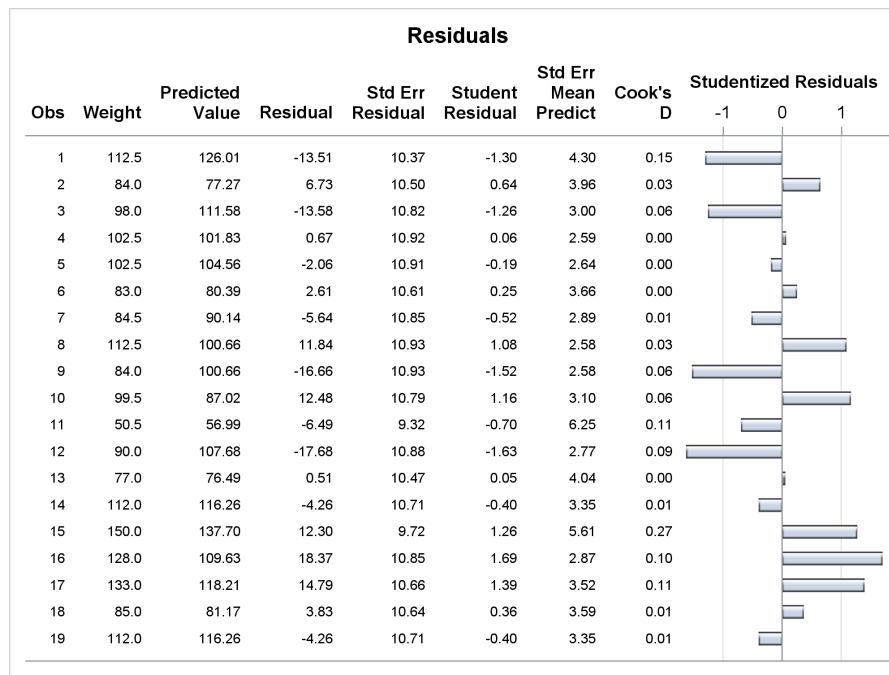 Residuals
Obs Weight Predicted Value Residual Std Err Residual Student Residual Std Err Mean Predict Cook's D Studentized Residuals
-1 0 1
1 112.5 126.01 -13.51 10.37 -1.30 4.30 0.15
2 84.0 77.27 6.73 10.50 0.64 3.96 0.03
3 98.0 111.58 -13.58 10.82 -1.26 3.00 0.06
4 102.5 101.83 0.67 10.92 0.06 2.59 0.00
5 102.5 104.56 -2.06 10.91 -0.19 2.64 0.00
6 83.0 80.39 2.61 10.61 0.25 3.66 0.00
7 84.5 90.14 -5.64 10.85 -0.52 2.89 0.01
8 112.5 100.66 11.84 10.93 1.08 2.58 0.03
9 84.0 100.66 -16.66 10.93 -1.52 2.58 0.06
10 99.5 87.02 12.48 10.79 1.16 3.10 0.06
11 50.5 56.99 -6.49 9.32 -0.70 6.25 0.11
12 90.0 107.68 -17.68 10.88 -1.63 2.77 0.09
13 77.0 76.49 0.51 10.47 0.05 4.04 0.00
14 112.0 116.26 -4.26 10.71 -0.40 3.35 0.01
15 150.0 137.70 12.30 9.72 1.26 5.61 0.27
16 128.0 109.63 18.37 10.85 1.69 2.87 0.10
17 133.0 118.21 14.79 10.66 1.39 3.52 0.11
18 85.0 81.17 3.83 10.64 0.36 3.59 0.01
19 112.0 116.26 -4.26 10.71 -0.40 3.35 0.01